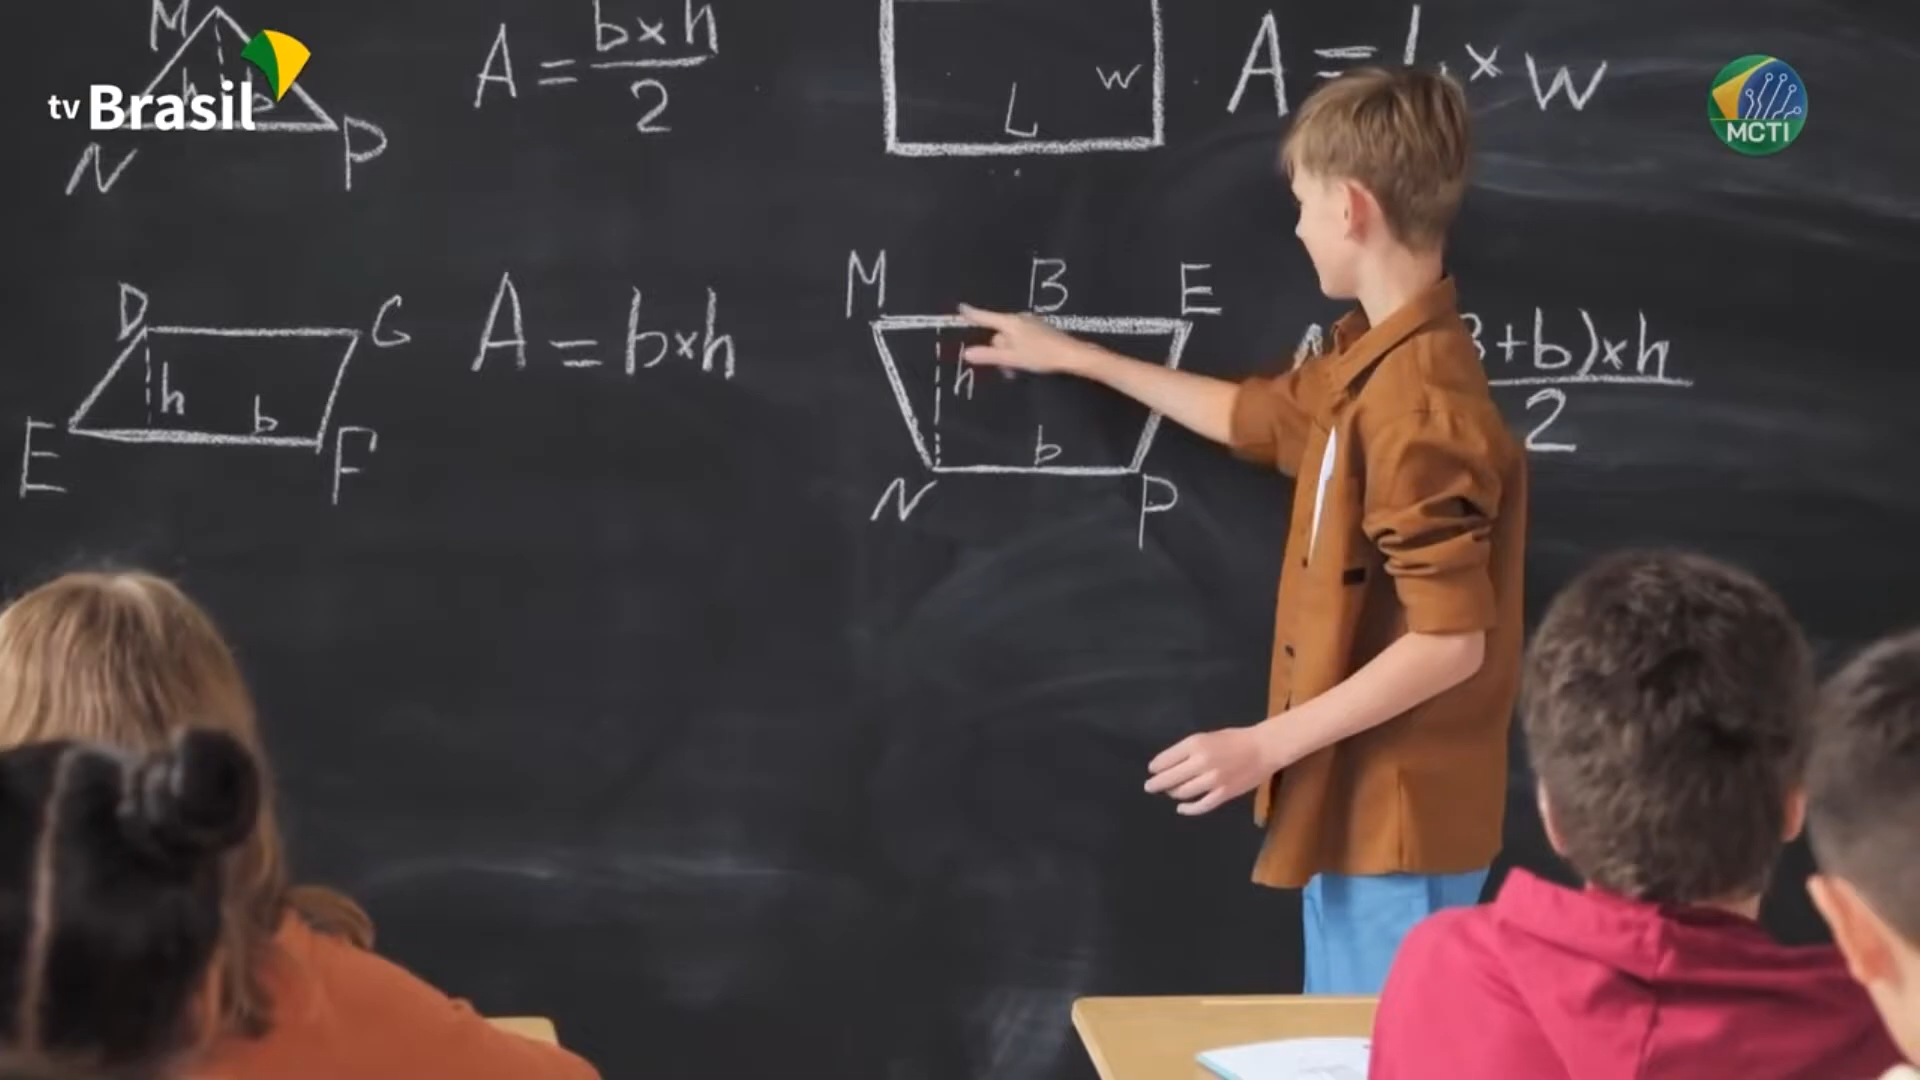 tv Brasil
MCTI
M
h b
N P
A = b×h
2
L w
A = L × w
D G
h b
E F
A = b×h
M B E
h
b
N P
+b)×h
2